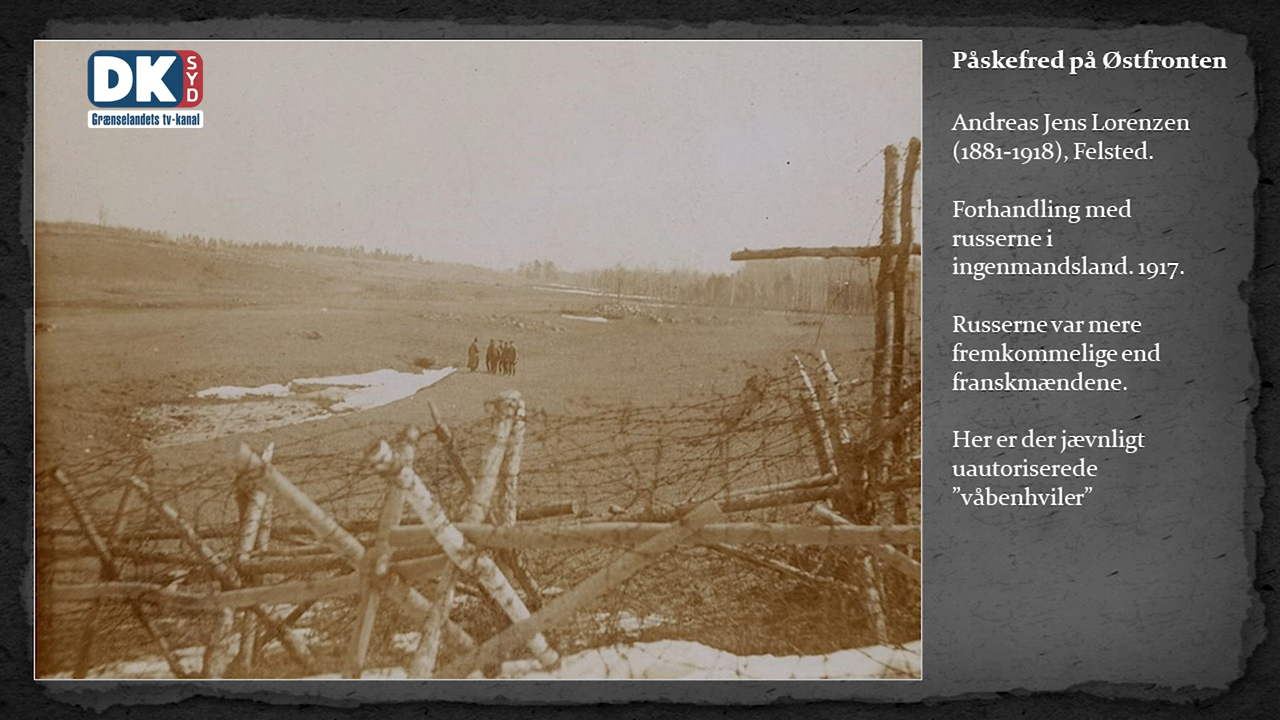 DK
SYD
Grænselandets tv-kanal
Påskefred på Østfronten
Andreas Jens Lorenzen
(1881-1918), Felsted.
Forhandling med
russerne i
ingenmandsland. 1917.
Russerne var mere
fremkommelige end
franskmændene.
Her er der jævnligt
uautoriserede
”våbenhviler”